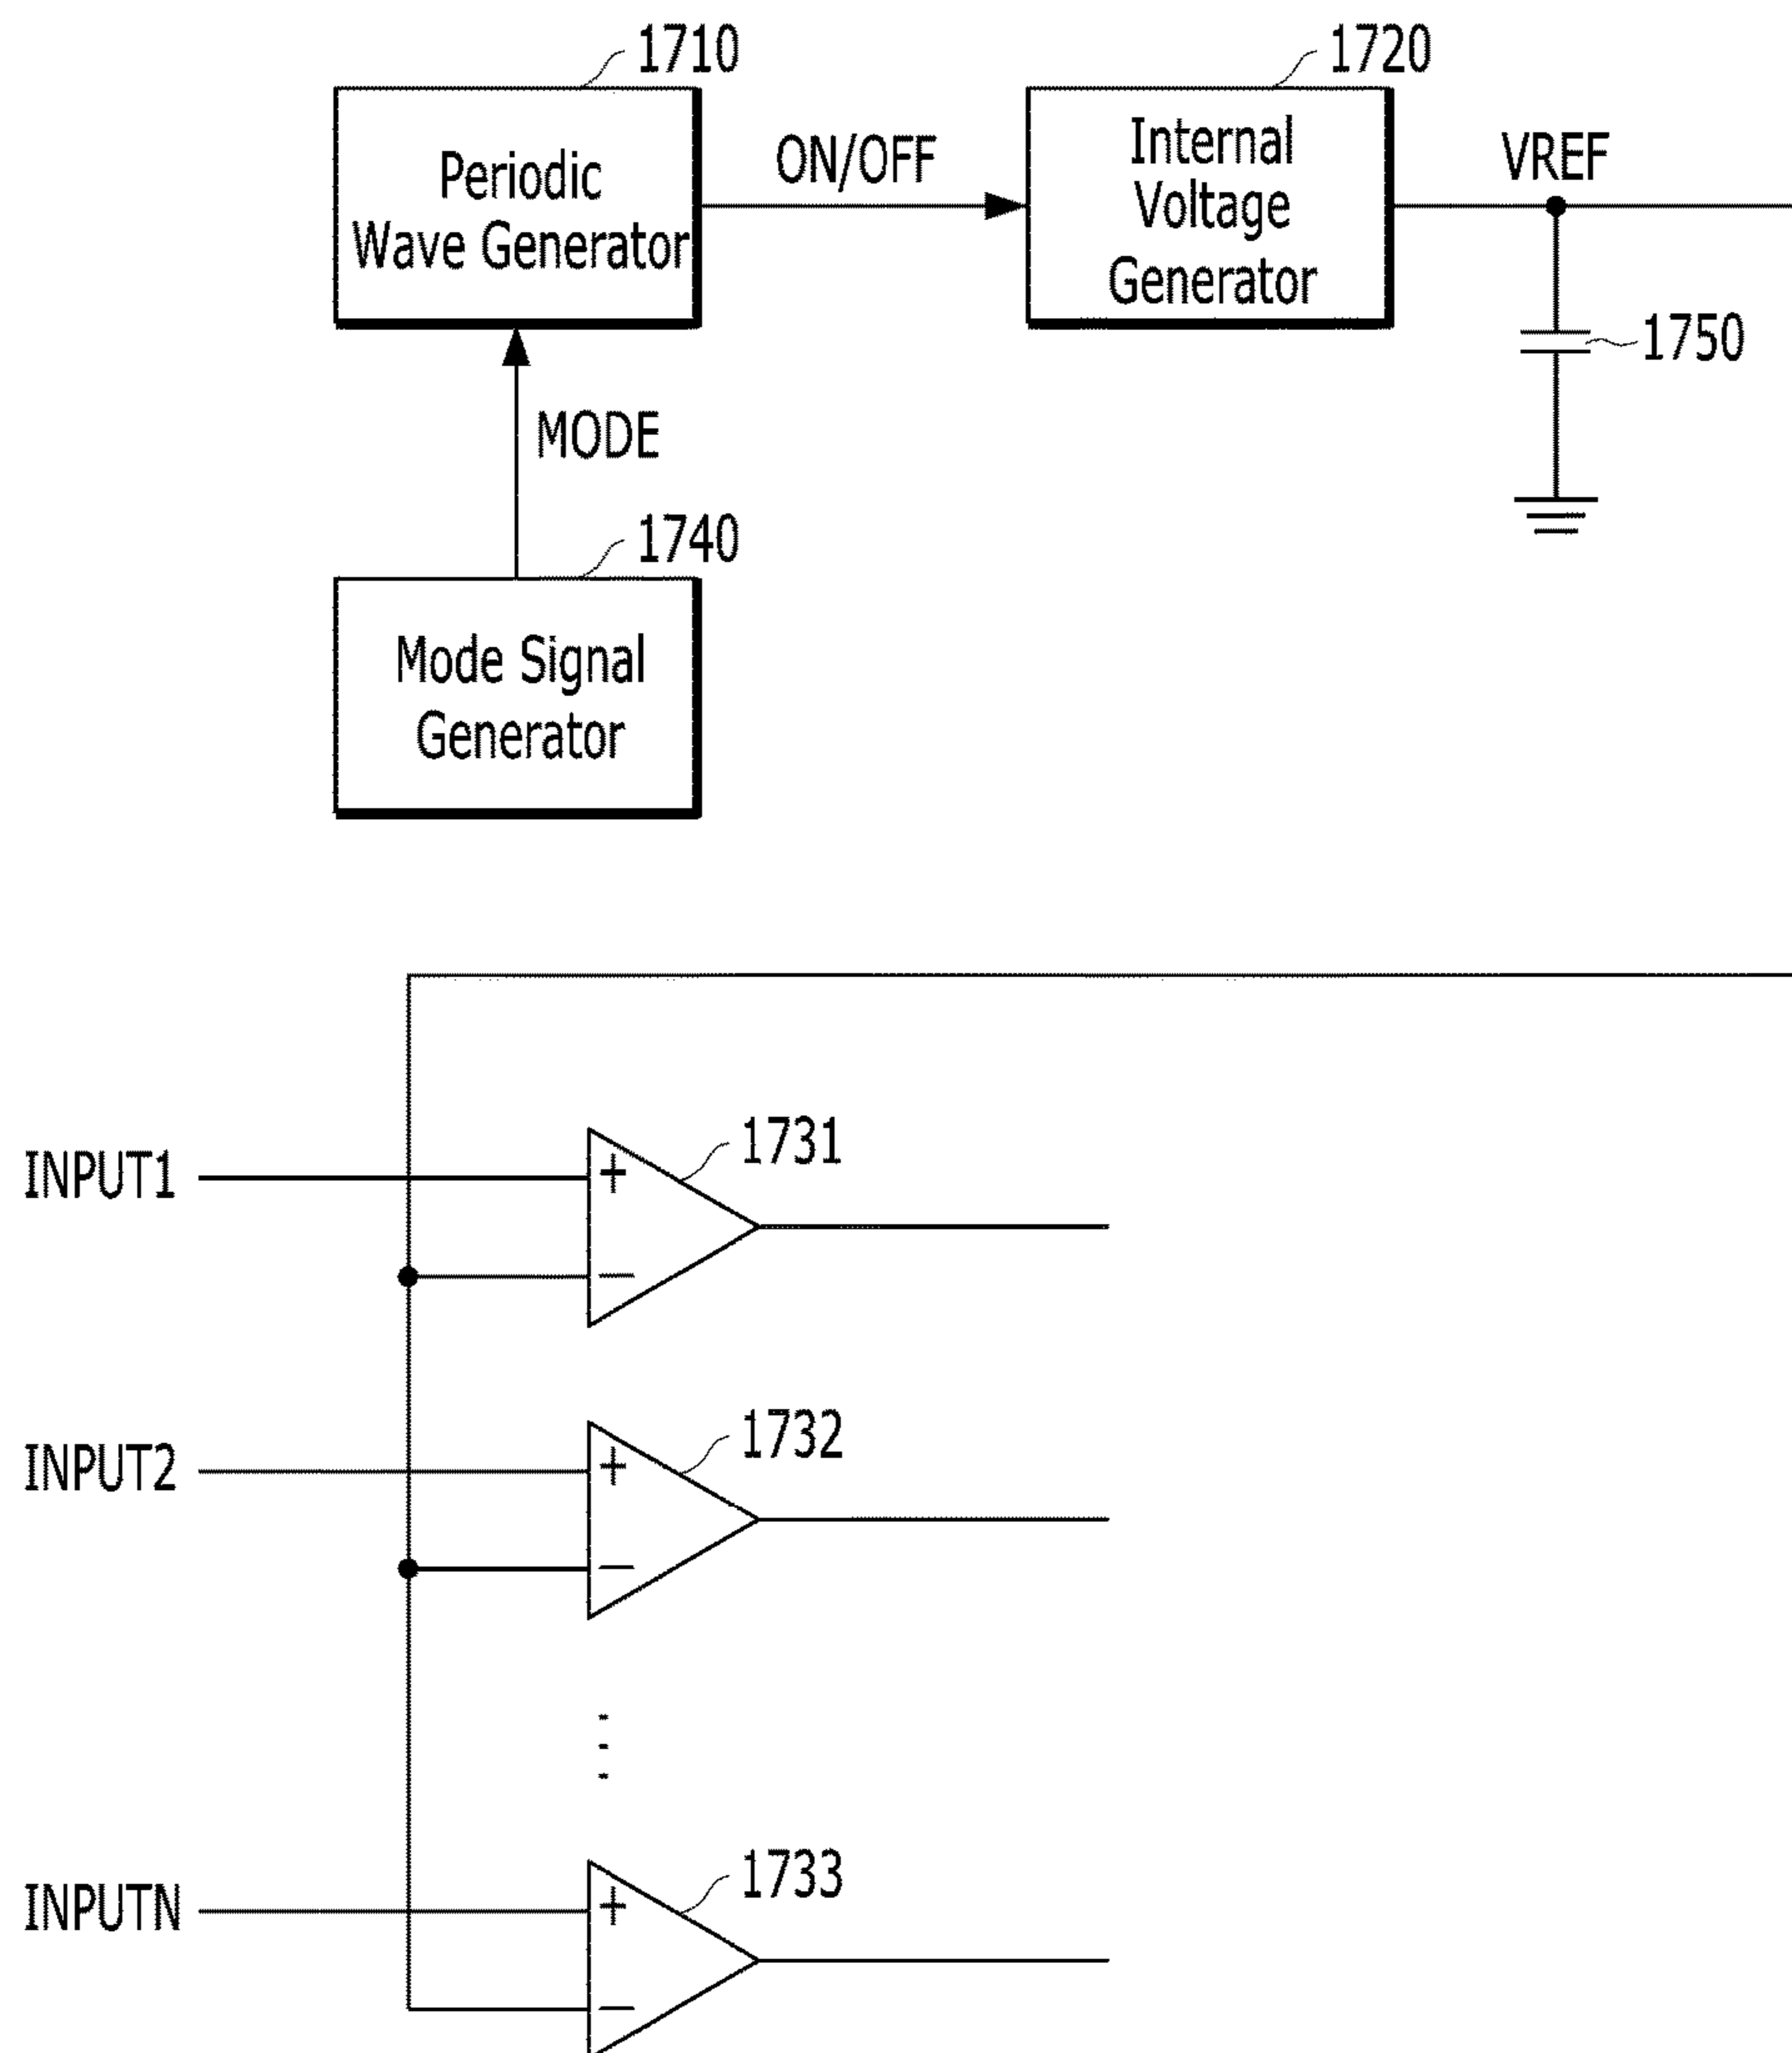 1710
Periodic
Wave Generator
ON/OFF
1720
Internal
Voltage
Generator
VREF
1750
MODE
1740
Mode Signal
Generator
INPUT1
+
−
1731
INPUT2
+
−
1732
INPUTN
+
−
1733